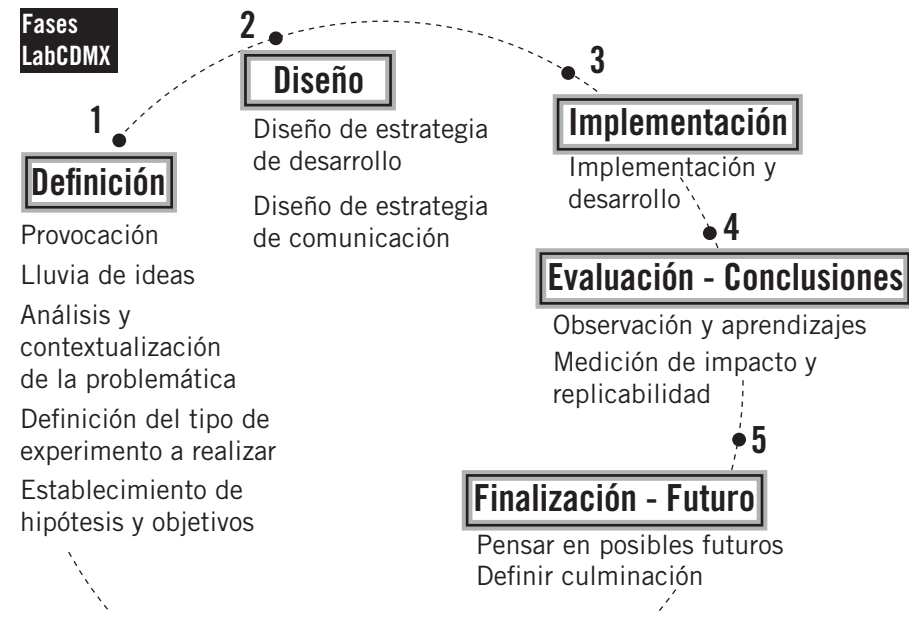 Fases
LabCDMX
1
Definición
Provocación
Lluvia de ideas
Análisis y
contextualización
de la problemática
Definición del tipo de
experimento a realizar
Establecimiento de
hipótesis y objetivos
2
Diseño
Diseño de estrategia
de desarrollo
Diseño de estrategia
de comunicación
3
Implementación
Implementación y
desarrollo
4
Evaluación - Conclusiones
Observación y aprendizajes
Medición de impacto y
replicabilidad
5
Finalización - Futuro
Pensar en posibles futuros
Definir culminación